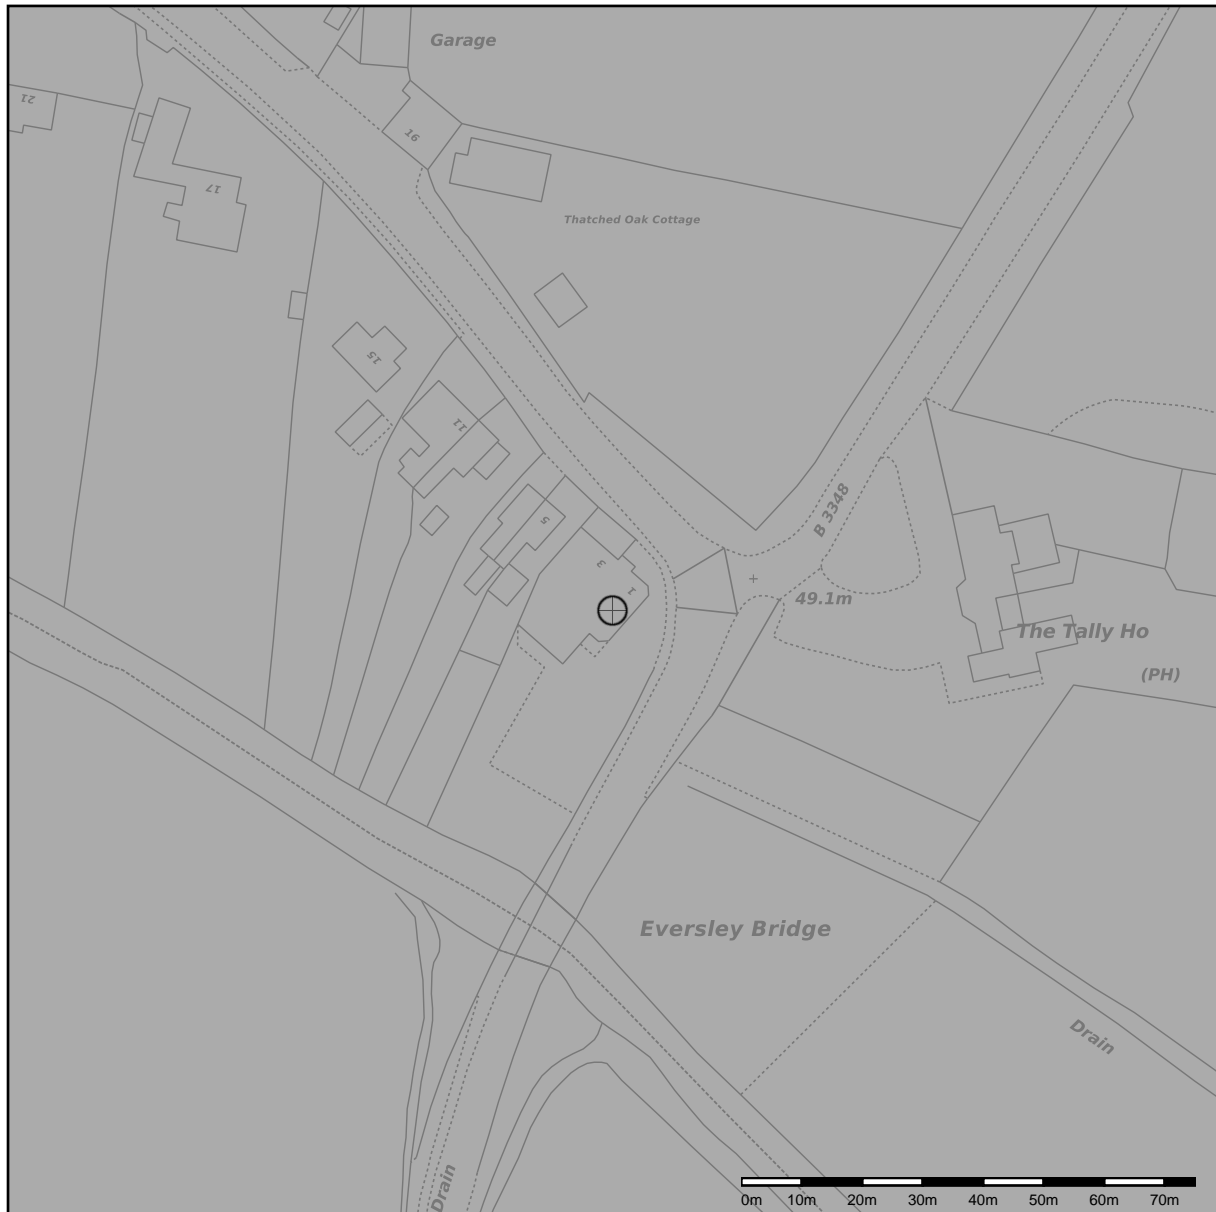 Garage
21
16
17
Thatched Oak Cottage
15
11
B 3348
5
3
1
49.1m
The Tally Ho
(PH)
Eversley Bridge
Drain
Drain
0m 10m 20m 30m 40m 50m 60m 70m